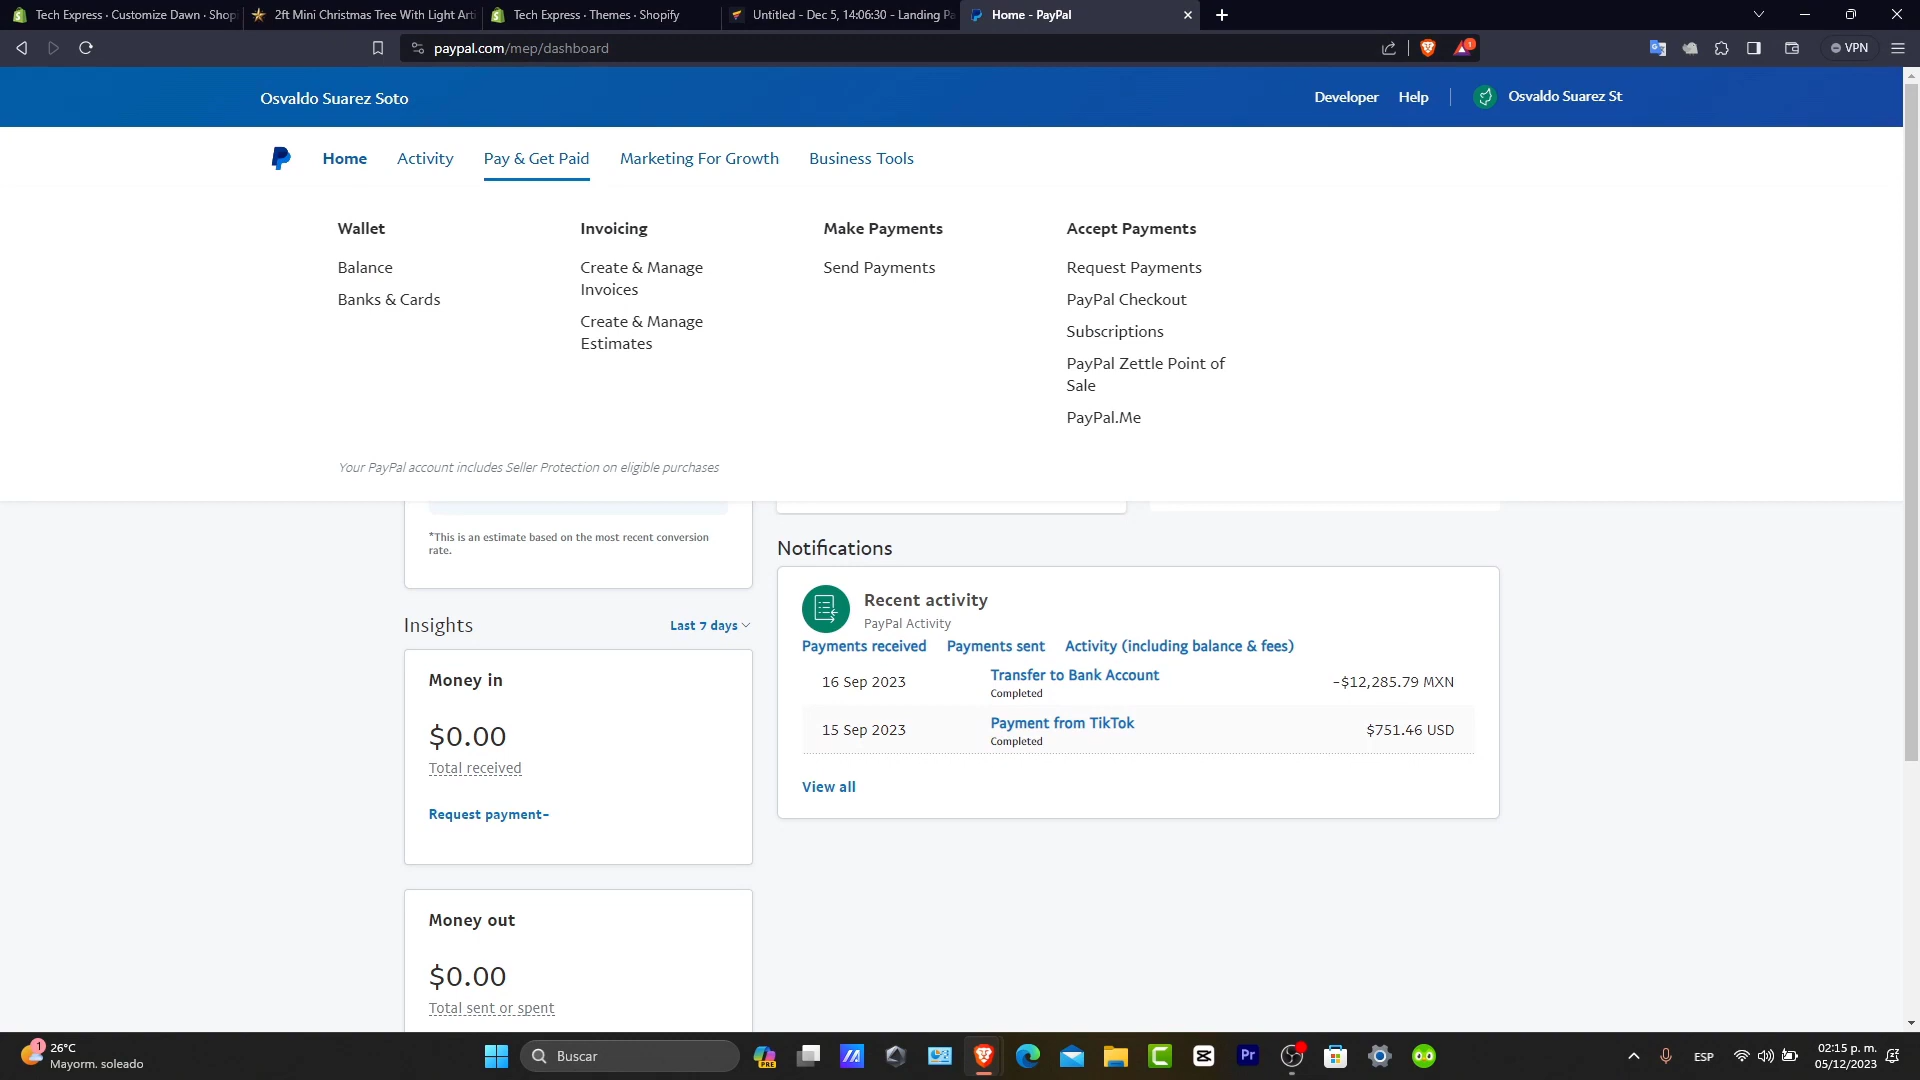 Tech Express · Customize Dawn · Shop
2ft Mini Christmas Tree With Light Arti
Tech Express · Themes · Shopify
Untitled - Dec 5, 14:06:30 - Landing Pa
Home - PayPal
paypal.com/mep/dashboard
1
VPN
Osvaldo Suarez Soto
Developer
Help
Osvaldo Suarez St
Home
Activity
Pay & Get Paid
Marketing For Growth
Business Tools
Wallet
Balance
Banks & Cards
Invoicing
Create & Manage
Invoices
Create & Manage
Estimates
Make Payments
Send Payments
Accept Payments
Request Payments
PayPal Checkout
Subscriptions
PayPal Zettle Point of
Sale
PayPal.Me
Your PayPal account includes Seller Protection on eligible purchases
*This is an estimate based on the most recent conversion
rate.
Insights
Last 7 days
Money in
$0.00
Total received
Request payment-
Money out
$0.00
Total sent or spent
Notifications
Recent activity
PayPal Activity
Payments received
Payments sent
Activity (including balance & fees)
16 Sep 2023
Transfer to Bank Account
Completed
-$12,285.79 MXN
15 Sep 2023
Payment from TikTok
Completed
$751.46 USD
View all
1
26°C
Mayorm. soleado
Buscar
PRE
Pr
ESP
02:15 p. m.
05/12/2023